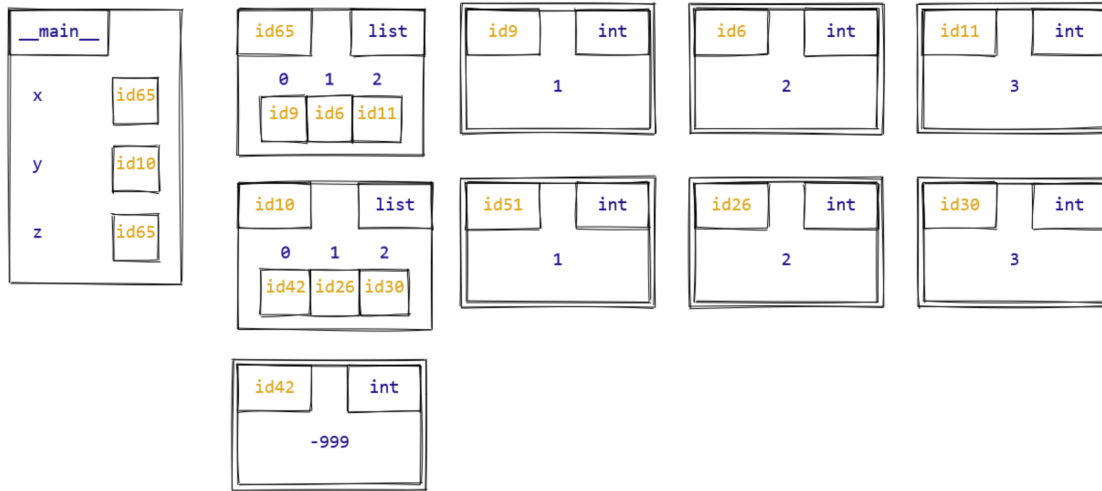 __main__
x id65
y id10
z id65
id65 list
0 1 2
id9 id6 id11
id9 int
1
id6 int
2
id11 int
3
id10 list
0 1 2
id42 id26 id30
id51 int
1
id26 int
2
id30 int
3
id42 int
-999